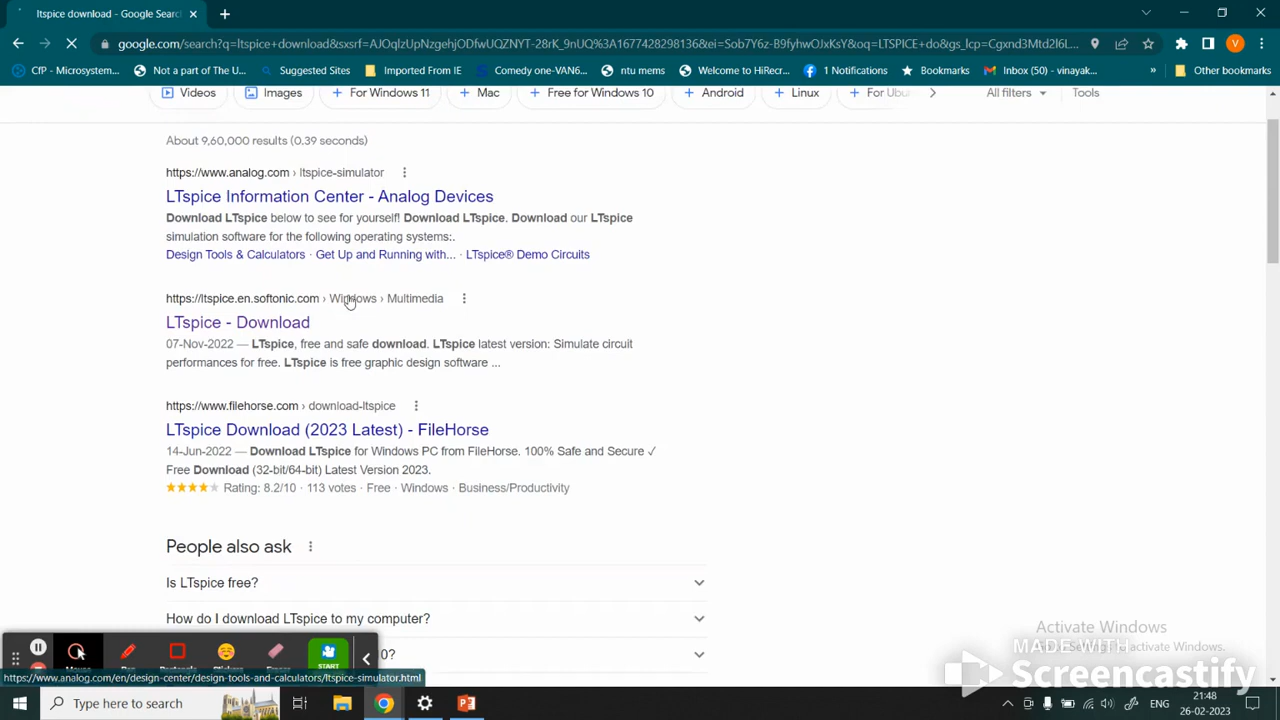 ltspice download - Google Searc
google.com/search?q=ltspice+download&sxsrf=AJOqlzUpNzgehjODfwUQZNYT-28rK_9nUQ%3A1677428298136&ei=Sob7Y6z-B9fyhwOJxKsY&oq=LTSPICE+do&gs_lcp=Cgxnd3Mtd2l6L...
V
CfP - Microsystem...
Not a part of The U...
Suggested Sites
Imported From IE
Comedy one-VAN6...
ntu mems
Welcome to HiRecr...
1 Notifications
Bookmarks
Inbox (50) - vinayak...
Other bookmarks
Videos
Images
For Windows 11
Mac
Free for Windows 10
Android
Linux
For Ubu
All filters
Tools
About 9,60,000 results (0.39 seconds)
https://www.analog.com › ltspice-simulator
LTspice Information Center - Analog Devices
Download LTspice below to see for yourself! Download LTspice. Download our LTspice
simulation software for the following operating systems:.
Design Tools & Calculators · Get Up and Running with... · LTspice® Demo Circuits
https://ltspice.en.softonic.com › Windows › Multimedia
LTspice - Download
07-Nov-2022 — LTspice, free and safe download. LTspice latest version: Simulate circuit
performances for free. LTspice is free graphic design software ...
https://www.filehorse.com › download-ltspice
LTspice Download (2023 Latest) - FileHorse
14-Jun-2022 — Download LTspice for Windows PC from FileHorse. 100% Safe and Secure ✓
Free Download (32-bit/64-bit) Latest Version 2023.
Rating: 8.2/10 · 113 votes · Free · Windows · Business/Productivity
People also ask
Is LTspice free?
How do I download LTspice to my computer?
0?
START
https://www.analog.com/en/design-center/design-tools-and-calculators/ltspice-simulator.html
Activate Windows
to activate Windows.
MADE WITH
Screencastify
Type here to search
ENG
21:48
26-02-2023